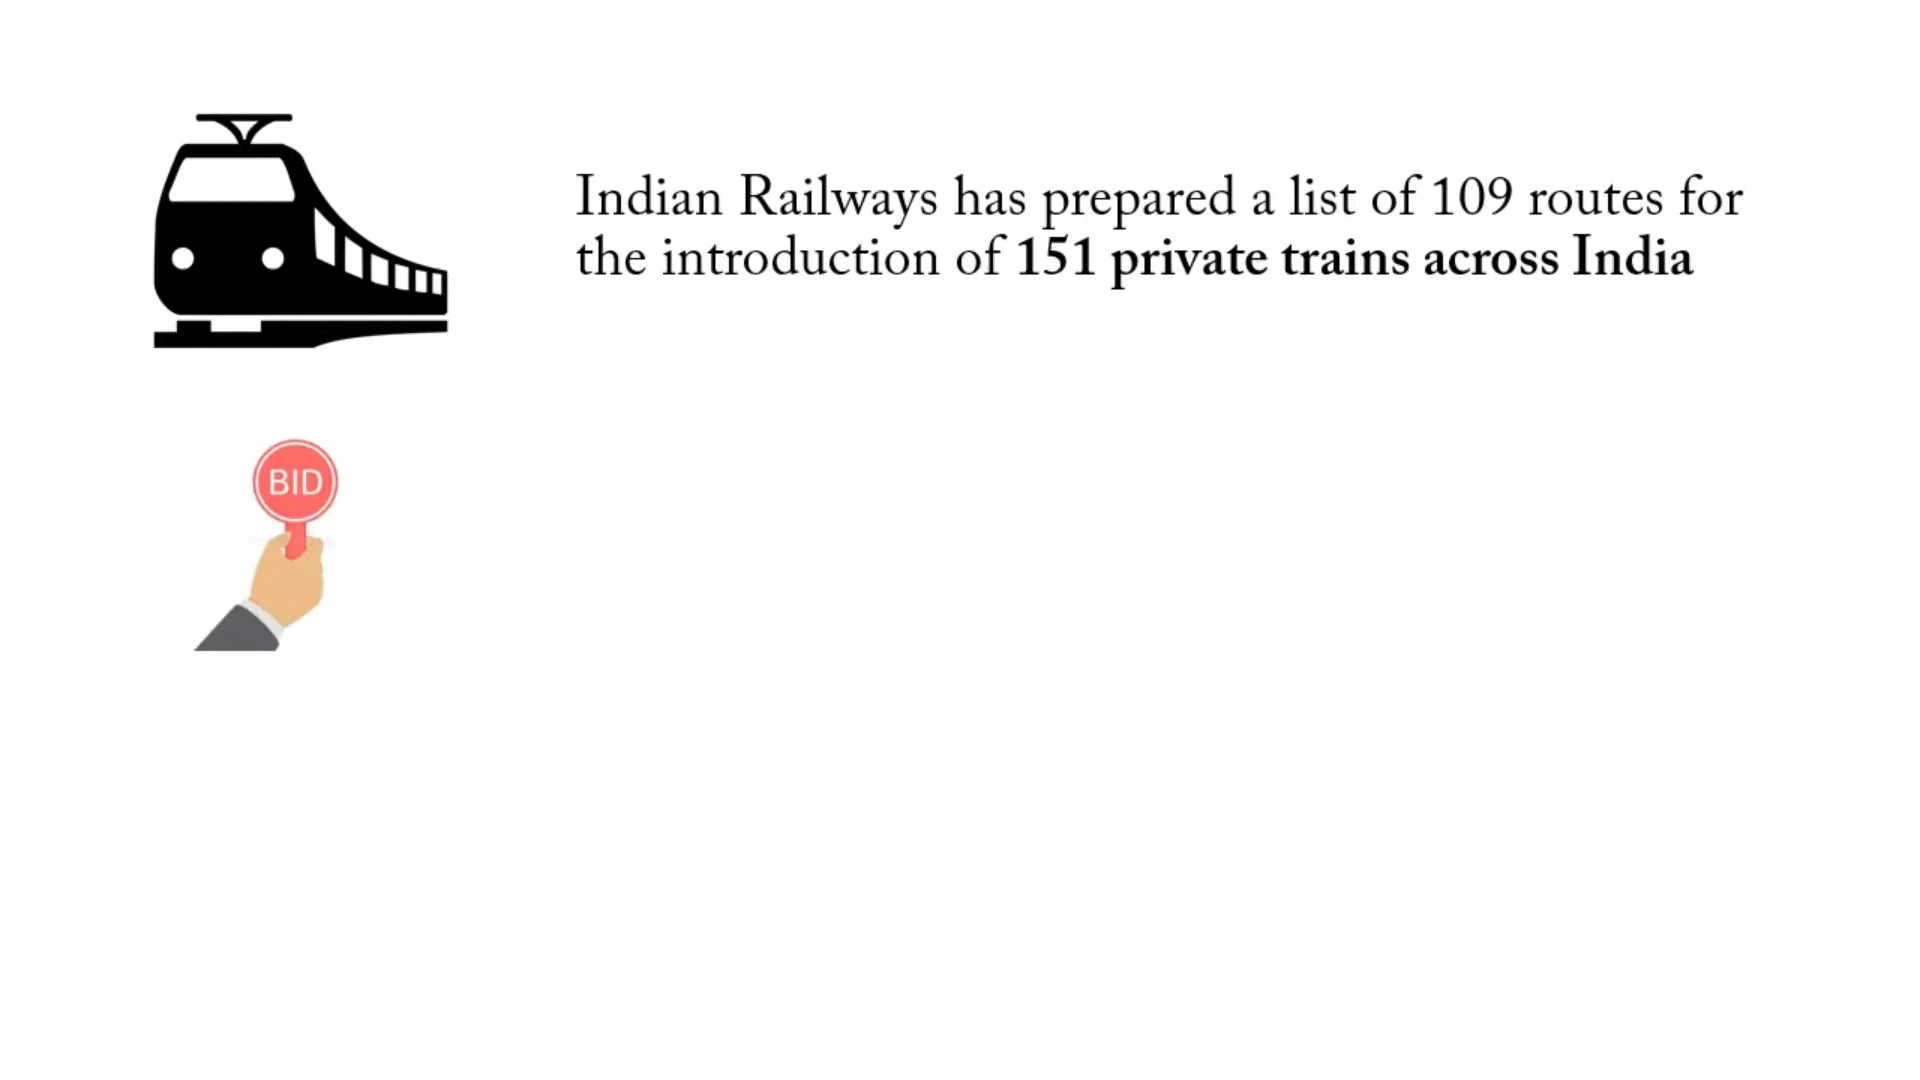 Indian Railways has prepared a list of 109 routes for
the introduction of 151 private trains across India
BID